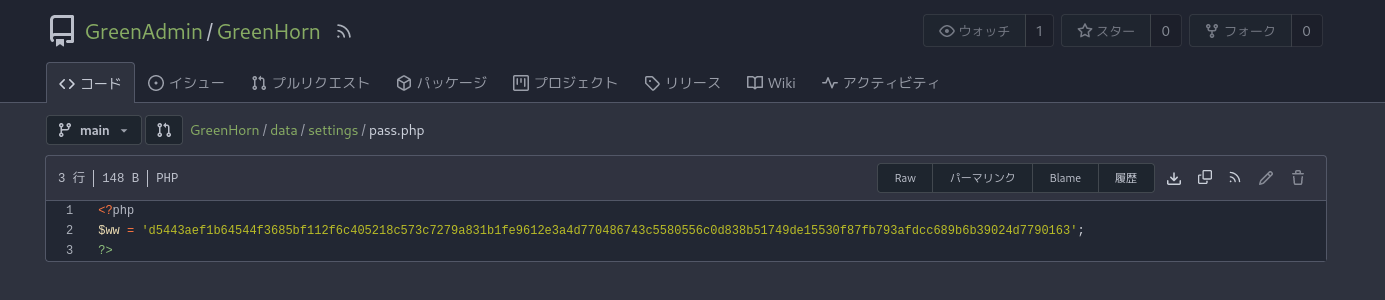 GreenAdmin / GreenHorn ウォッチ 1 スター 0 フォーク 0
コード イシュー プルリクエスト パッケージ プロジェクト リリース Wiki アクティビティ
main GreenHorn / data / settings / pass.php
3 行 148 B PHP Raw パーマリンク Blame 履歴
1 <?php
2 $ww = 'd5443aef1b64544f3685bf112f6c405218c573c7279a831b1fe9612e3a4d770486743c5580556c0d838b51749de15530f87fb793afdcc689b6b39024d7790163';
3 ?>